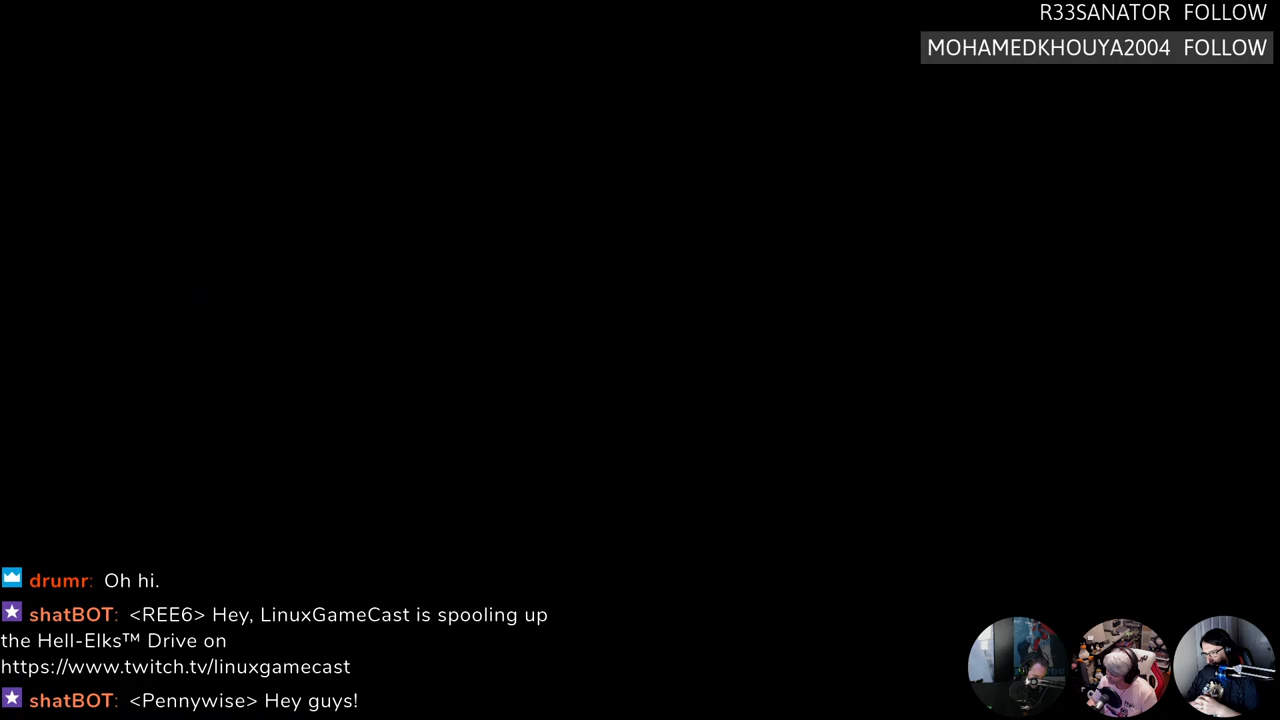 R33SANATOR FOLLOW
MOHAMEDKHOUYA2004 FOLLOW
drumr: Oh hi.
shatBOT: <REE6> Hey, LinuxGameCast is spooling up
the Hell-Elks™ Drive on
https://www.twitch.tv/linuxgamecast
shatBOT: <Pennywise> Hey guys!